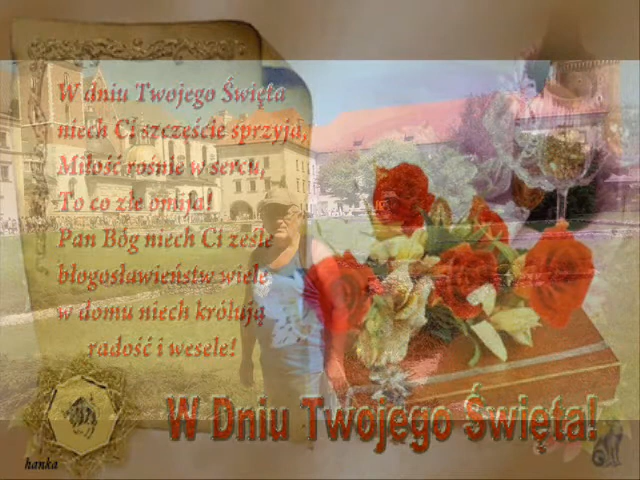 W dniu Twojego Święta
niech Ci szczęście sprzyja,
Miłość rośnie w sercu,
To co złe omija!
Pan Bóg niech Ci ześle
błogosławieństw wiele
w domu niech królują
radość i wesele!
W Dniu Twojego Święta!
hanka